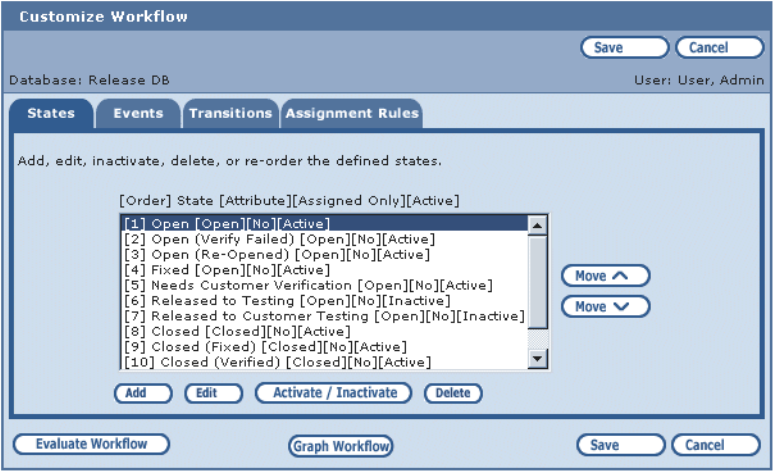 Customize Workflow
Save Cancel
Database: Release DB User: User, Admin
States Events Transitions Assignment Rules
Add, edit, inactivate, delete, or re-order the defined states.
[Order] State [Attribute][Assigned Only][Active]
[1] Open [Open][No][Active]
[2] Open (Verify Failed) [Open][No][Active]
[3] Open (Re-Opened) [Open][No][Active]
[4] Fixed [Open][No][Active]
[5] Needs Customer Verification [Open][No][Active]
[6] Released to Testing [Open][No][Inactive]
[7] Released to Customer Testing [Open][No][Inactive]
[8] Closed [Closed][No][Active]
[9] Closed (Fixed) [Closed][No][Active]
[10] Closed (Verified) [Closed][No][Active]
Move
Move
Add Edit Activate / Inactivate Delete
Evaluate Workflow Graph Workflow Save Cancel